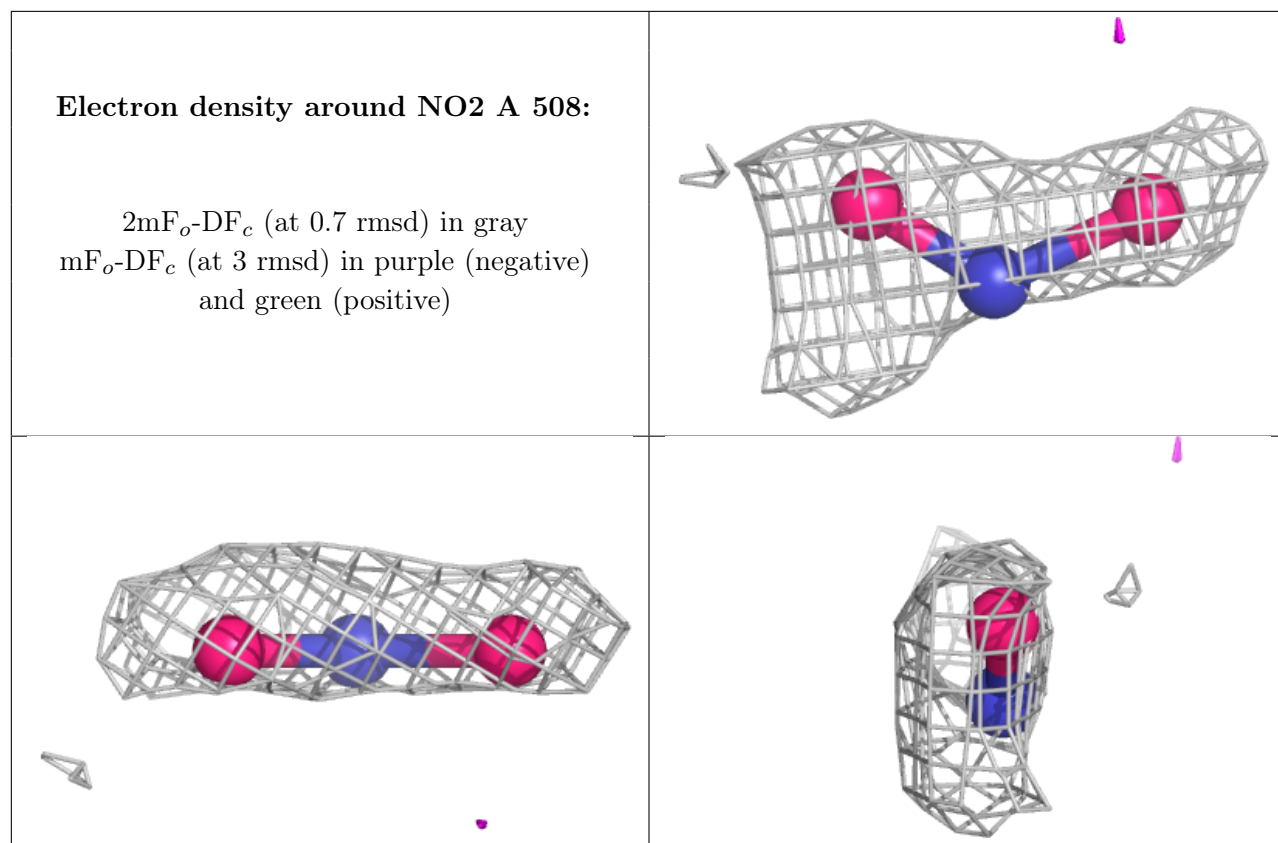 Electron density around NO2 A 508:
2mFo-DFc (at 0.7 rmsd) in gray
mFo-DFc (at 3 rmsd) in purple (negative)
and green (positive)